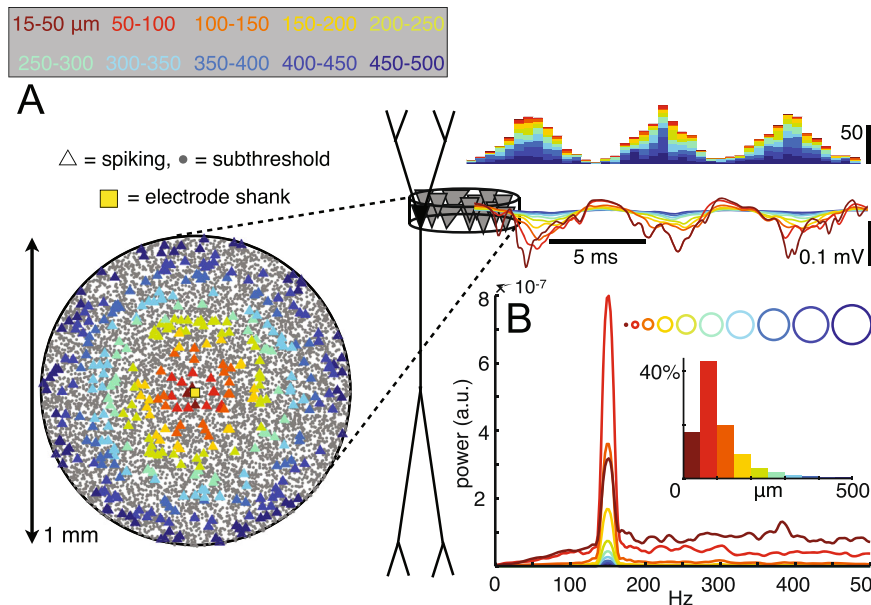 15-50 µm 50-100 100-150 150-200 200-250
250-300 300-350 350-400 400-450 450-500
A
50
△ = spiking, ● = subthreshold
= electrode shank
5 ms
0.1 mV
1 mm
× 10-7
B
8
6
4
2
power (a.u.)
40%
0 µm 500
0 100 200 300 400 500
Hz